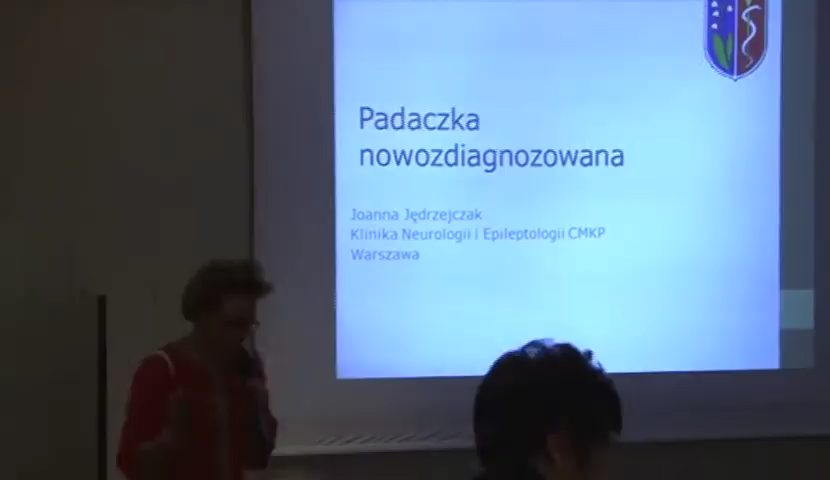 Padaczka
nowozdiagnozowana
Joanna Jędrzejczak
Klinika Neurologii i Epileptologii CMKP
Warszawa